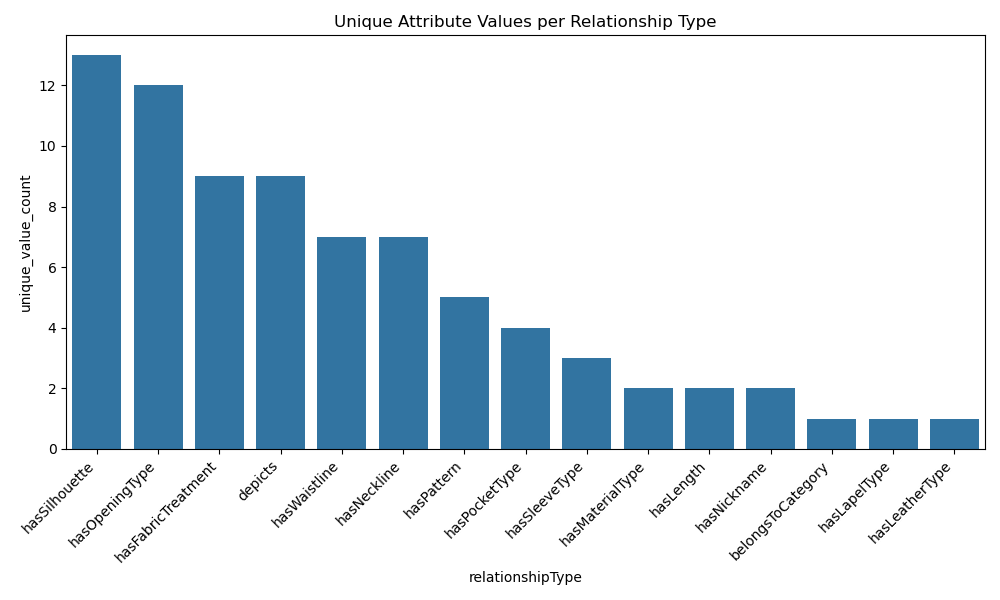 Unique Attribute Values per Relationship Type
unique_value_count
12
10
8
6
4
2
0
hasSilhouette
hasOpeningType
hasFabricTreatment
depicts
hasWaistline
hasNeckline
hasPattern
hasPocketType
hasSleeveType
hasMaterialType
hasLength
hasNickname
belongsToCategory
hasLapelType
hasLeatherType
relationshipType